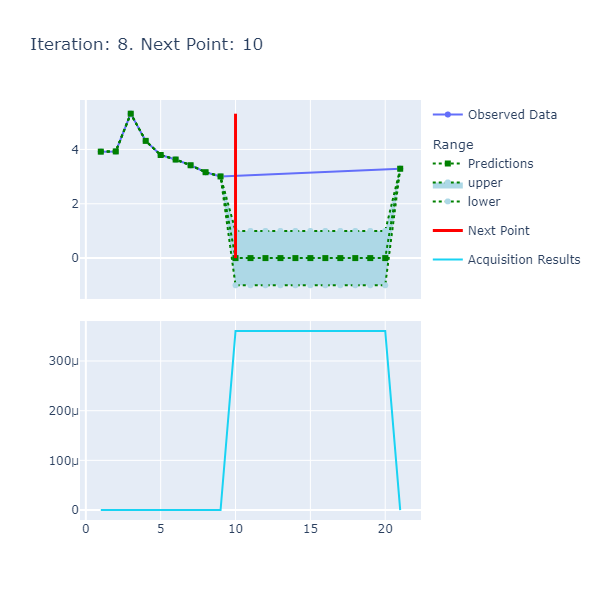 Iteration: 8. Next Point: 10
4
2
0
Observed Data
Range
Predictions
upper
lower
Next Point
Acquisition Results
300µ
200µ
100µ
0
0 5 10 15 20